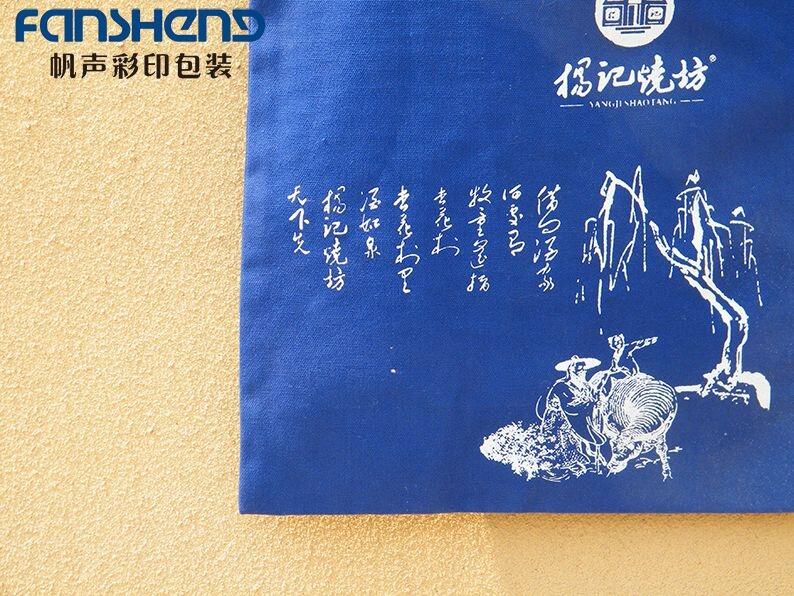 FANSHENG
帆声彩印包装
楊记烧坊®
YANGJISHAOFANG
借问酒家
何处有
牧童遥指
杏花村
杏花村里
酒如泉
楊记烧坊
天下先